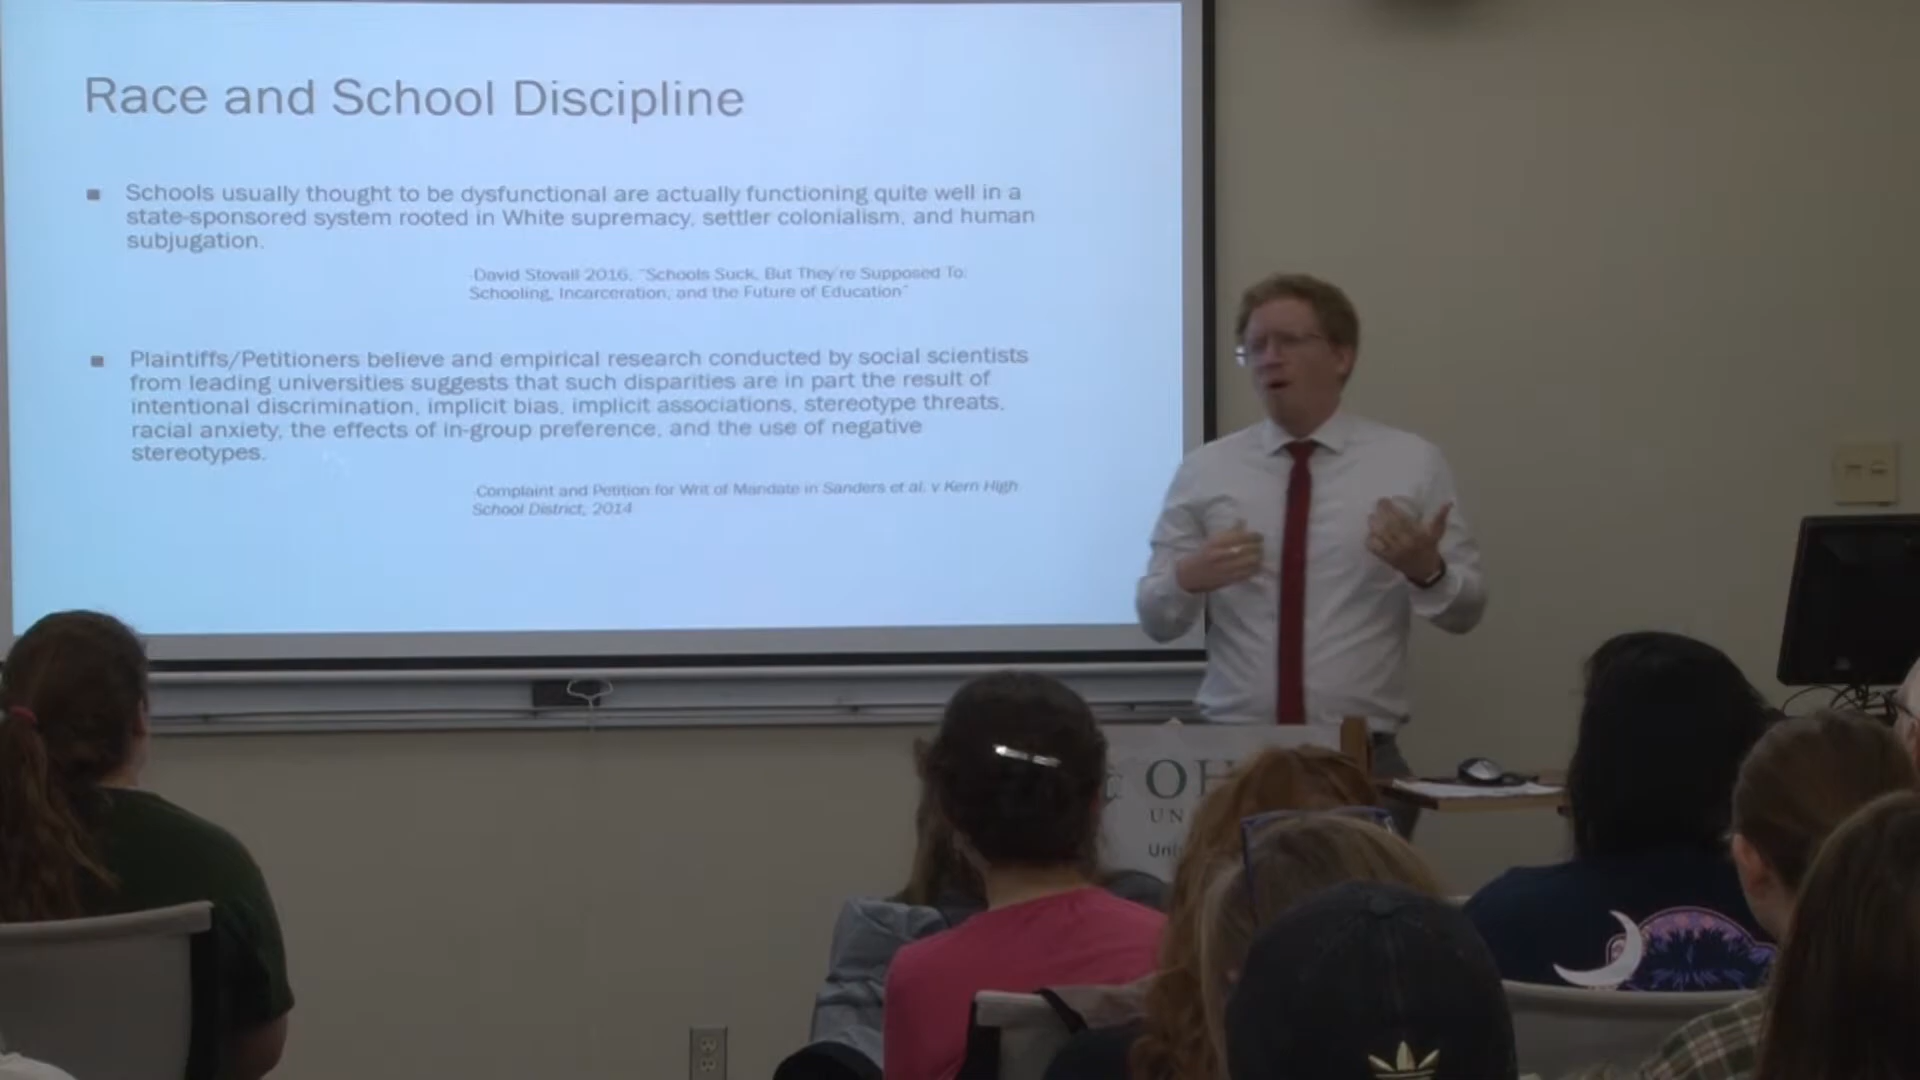 Race and School Discipline
Schools usually thought to be dysfunctional are actually functioning quite well in a
state-sponsored system rooted in White supremacy, settler colonialism, and human
subjugation.
-David Stovall 2016, "Schools Suck, But They're Supposed To:
Schooling, Incarceration, and the Future of Education"
Plaintiffs/Petitioners believe and empirical research conducted by social scientists
from leading universities suggests that such disparities are in part the result of
intentional discrimination, implicit bias, implicit associations, stereotype threats,
racial anxiety, the effects of in-group preference, and the use of negative
stereotypes.
-Complaint and Petition for Writ of Mandate in Sanders et al. v Kern High
School District, 2014
OH
UN
Uni